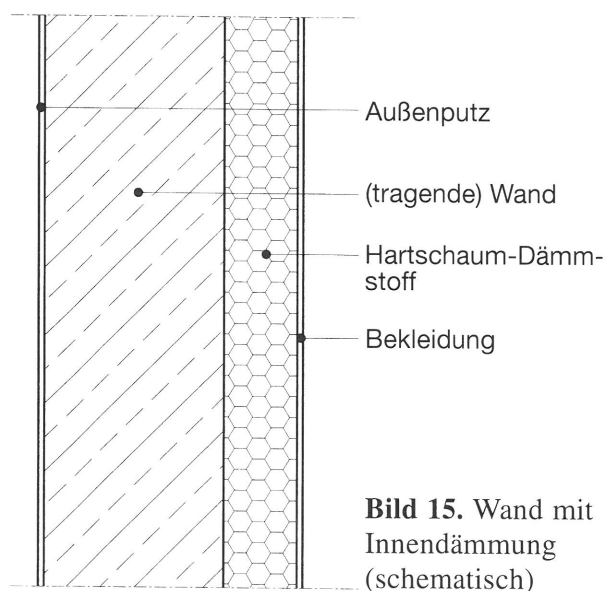 Außenputz
(tragende) Wand
Hartschaum-Dämm-
stoff
Bekleidung
Bild 15. Wand mit
Innendämmung
(schematisch)